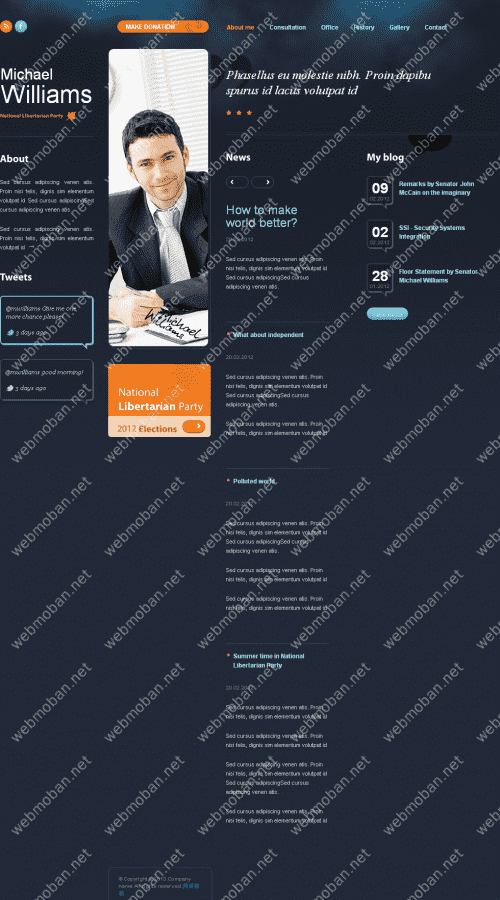 MAKE DONATION
About me
Consultation
Office
History
Gallery
Contact
Michael
Williams
National Libertarian Party
About
Sed cursus adipiscing venen atis.
Proin nisi felis, dignis sim elementum
volutpat id Sed cursus adipiscingSed
cursus adipiscing venen atis
Sed cursus adipiscing venen atis.
Proin nisi felis, dignis sim elementum
volutpat id
Tweets
@mwilliams Give me one
more chance please!
3 days ago
@mwilliams good morning!
3 days ago
Michael
Williams
National
Libertarian Party
2012 Elections
Phasellus eu molestie nibh. Proin dapibu
spurus id lacus volutpat id
News
How to make
world better?
Sed cursus adipiscing venen atis. Proin
nisi felis, dignis sim elementum volutpat id
Sed cursus adipiscingSed cursus
adipiscing venen atis.
What about independent
20.02.2012
Sed cursus adipiscing venen atis. Proin
nisi felis, dignis sim elementum volutpat id
Sed cursus adipiscingSed cursus
adipiscing venen atis.
Sed cursus adipiscing venen atis. Proin
nisi felis, dignis sim elementum volutpat id
Polluted world
20.02.2012
Sed cursus adipiscing venen atis. Proin
nisi felis, dignis sim elementum volutpat id
Sed cursus adipiscingSed cursus
adipiscing venen atis.
Sed cursus adipiscing venen atis. Proin
nisi felis, dignis sim elementum volutpat id
Sed cursus adipiscing venen atis. Proin
nisi felis, dignis sim elementum volutpat id
Summer time in National
Libertarian Party
20.02.2012
Sed cursus adipiscing venen atis. Proin
nisi felis, dignis sim elementum volutpat id
Sed cursus adipiscing venen atis. Proin
nisi felis, dignis sim elementum volutpat id
Sed cursus adipiscing venen atis. Proin
nisi felis, dignis sim elementum volutpat id
Sed cursus adipiscingSed cursus
adipiscing venen atis.
Sed cursus adipiscing venen atis. Proin
nisi felis, dignis sim elementum volutpat id
My blog
09
02.2012
Remarks by Senator John
McCain on the imaginary
02
02.2012
SSI - Security Systems
Integration
28
01.2012
Floor Statement by Senator
Michael Williams
© Copyright 2013 Company
name All rights reserved
webmoban.net